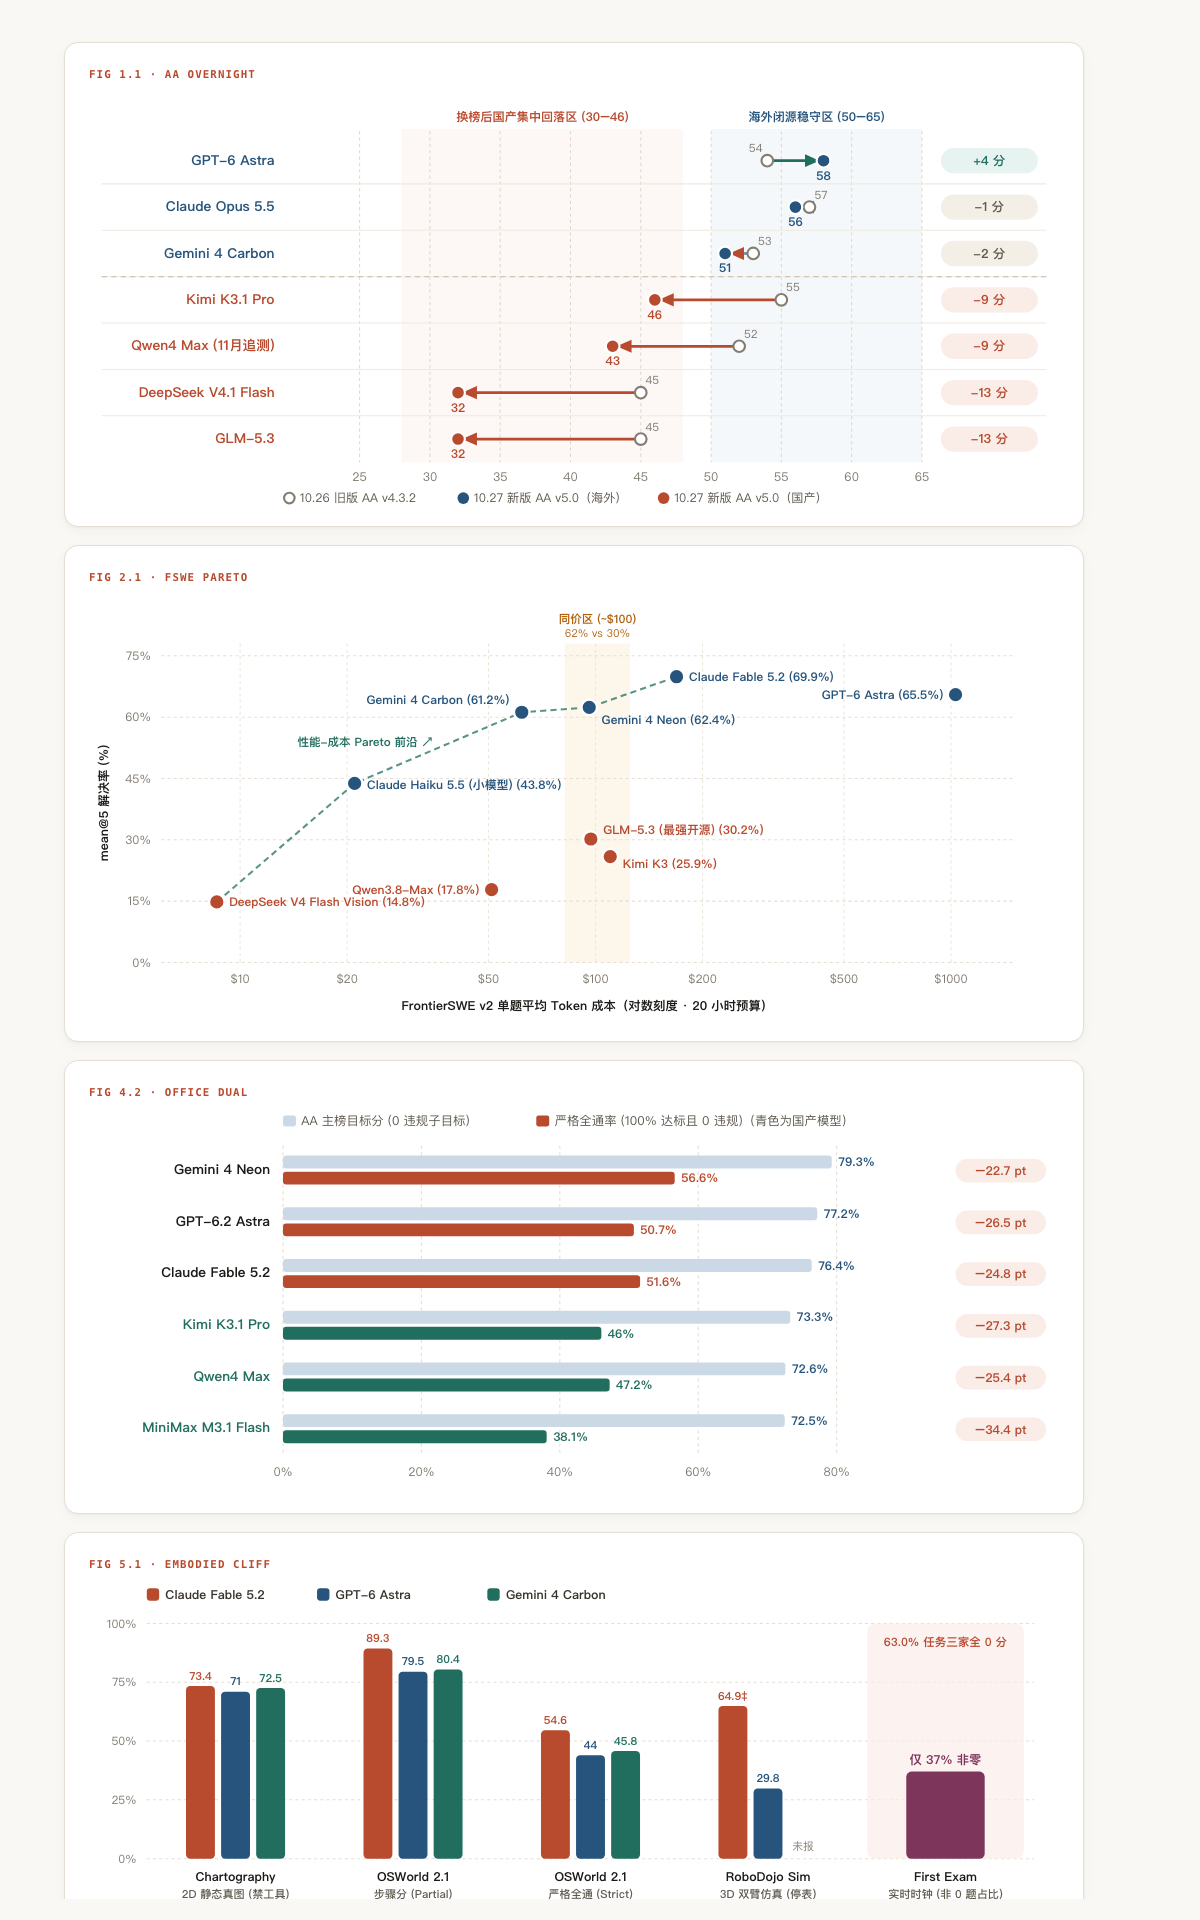 FIG 1.1 · AA OVERNIGHT
换榜后国产集中回落区 (30—46)
海外闭源稳守区 (50—65)
GPT–6 Astra
54
58
+4 分
Claude Opus 5.5
57
56
–1 分
Gemini 4 Carbon
53
51
–2 分
Kimi K3.1 Pro
55
46
–9 分
Qwen4 Max (11月追测)
52
43
–9 分
DeepSeek V4.1 Flash
45
32
–13 分
GLM–5.3
45
32
–13 分
25 30 35 40 45 50 55 60 65
10.26 旧版 AA v4.3.2
10.27 新版 AA v5.0（海外）
10.27 新版 AA v5.0（国产）
FIG 2.1 · FSWE PARETO
同价区 (~$100)
62% vs 30%
75%
60%
45%
30%
15%
0%
mean@5 解决率 (%)
Claude Fable 5.2 (69.9%)
GPT–6 Astra (65.5%)
Gemini 4 Carbon (61.2%)
Gemini 4 Neon (62.4%)
性能–成本 Pareto 前沿 ↗
Claude Haiku 5.5 (小模型) (43.8%)
GLM–5.3 (最强开源) (30.2%)
Kimi K3 (25.9%)
Qwen3.8–Max (17.8%)
DeepSeek V4 Flash Vision (14.8%)
$10 $20 $50 $100 $200 $500 $1000
FrontierSWE v2 单题平均 Token 成本（对数刻度 · 20 小时预算）
FIG 4.2 · OFFICE DUAL
AA 主榜目标分 (0 违规子目标)
严格全通率 (100% 达标且 0 违规)（青色为国产模型）
Gemini 4 Neon
79.3%
56.6%
—22.7 pt
GPT–6.2 Astra
77.2%
50.7%
—26.5 pt
Claude Fable 5.2
76.4%
51.6%
—24.8 pt
Kimi K3.1 Pro
73.3%
46%
—27.3 pt
Qwen4 Max
72.6%
47.2%
—25.4 pt
MiniMax M3.1 Flash
72.5%
38.1%
—34.4 pt
0% 20% 40% 60% 80%
FIG 5.1 · EMBODIED CLIFF
Claude Fable 5.2
GPT–6 Astra
Gemini 4 Carbon
100%
75%
50%
25%
0%
73.4 71 72.5
89.3 79.5 80.4
54.6 44 45.8
64.9‡ 29.8 未报
63.0% 任务三家全 0 分
仅 37% 非零
Chartography
2D 静态真图 (禁工具)
OSWorld 2.1
步骤分 (Partial)
OSWorld 2.1
严格全通 (Strict)
RoboDojo Sim
3D 双臂仿真 (停表)
First Exam
实时时钟 (非 0 题占比)